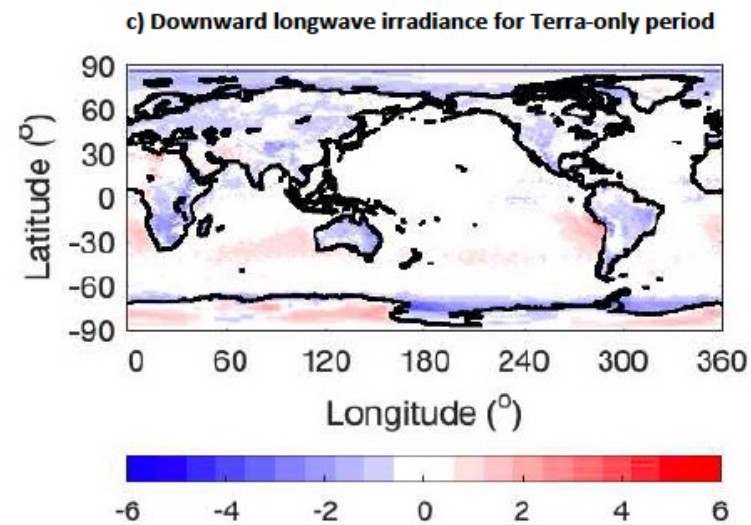 c) Downward longwave irradiance for Terra-only period
90
60
30
0
-30
-60
-90
Latitude (°)
0 60 120 180 240 300 360
Longitude (°)
-6 -4 -2 0 2 4 6